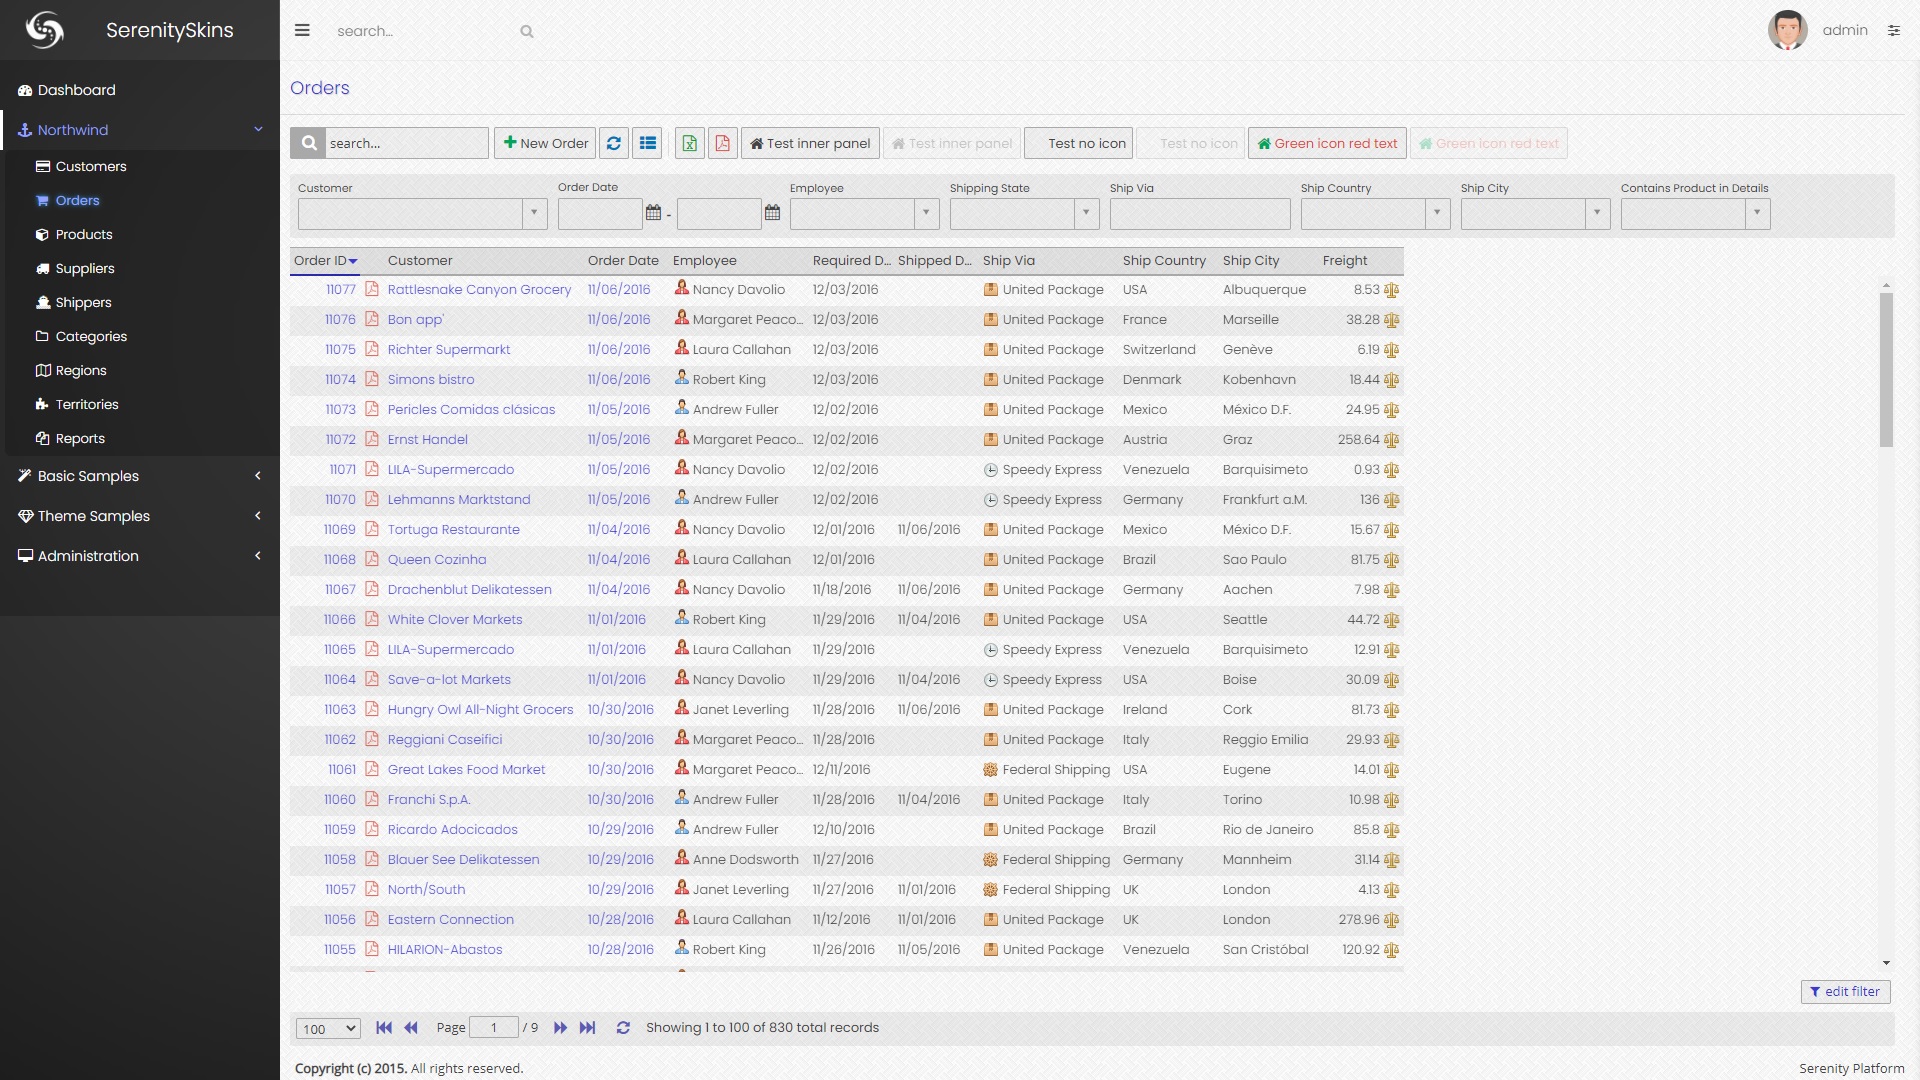 SerenitySkins
search...
admin
Dashboard
Northwind
Customers
Orders
Products
Suppliers
Shippers
Categories
Regions
Territories
Reports
Basic Samples
Theme Samples
Administration
Orders
search... New Order Test inner panel Test inner panel Test no icon Test no icon Green icon red text Green icon red text
Customer Order Date Employee Shipping State Ship Via Ship Country Ship City Contains Product in Details
-
Order ID Customer Order Date Employee Required D... Shipped D... Ship Via Ship Country Ship City Freight
11077 Rattlesnake Canyon Grocery 11/06/2016 Nancy Davolio 12/03/2016 United Package USA Albuquerque 8.53
11076 Bon app' 11/06/2016 Margaret Peaco... 12/03/2016 United Package France Marseille 38.28
11075 Richter Supermarkt 11/06/2016 Laura Callahan 12/03/2016 United Package Switzerland Genève 6.19
11074 Simons bistro 11/06/2016 Robert King 12/03/2016 United Package Denmark Kobenhavn 18.44
11073 Pericles Comidas clásicas 11/05/2016 Andrew Fuller 12/02/2016 United Package Mexico México D.F. 24.95
11072 Ernst Handel 11/05/2016 Margaret Peaco... 12/02/2016 United Package Austria Graz 258.64
11071 LILA-Supermercado 11/05/2016 Nancy Davolio 12/02/2016 Speedy Express Venezuela Barquisimeto 0.93
11070 Lehmanns Marktstand 11/05/2016 Andrew Fuller 12/02/2016 Speedy Express Germany Frankfurt a.M. 136
11069 Tortuga Restaurante 11/04/2016 Nancy Davolio 12/01/2016 11/06/2016 United Package Mexico México D.F. 15.67
11068 Queen Cozinha 11/04/2016 Laura Callahan 12/01/2016 United Package Brazil Sao Paulo 81.75
11067 Drachenblut Delikatessen 11/04/2016 Nancy Davolio 11/18/2016 11/06/2016 United Package Germany Aachen 7.98
11066 White Clover Markets 11/01/2016 Robert King 11/29/2016 11/04/2016 United Package USA Seattle 44.72
11065 LILA-Supermercado 11/01/2016 Laura Callahan 11/29/2016 Speedy Express Venezuela Barquisimeto 12.91
11064 Save-a-lot Markets 11/01/2016 Nancy Davolio 11/29/2016 11/04/2016 Speedy Express USA Boise 30.09
11063 Hungry Owl All-Night Grocers 10/30/2016 Janet Leverling 11/28/2016 11/06/2016 United Package Ireland Cork 81.73
11062 Reggiani Caseifici 10/30/2016 Margaret Peaco... 11/28/2016 United Package Italy Reggio Emilia 29.93
11061 Great Lakes Food Market 10/30/2016 Margaret Peaco... 12/11/2016 Federal Shipping USA Eugene 14.01
11060 Franchi S.p.A. 10/30/2016 Andrew Fuller 11/28/2016 11/04/2016 United Package Italy Torino 10.98
11059 Ricardo Adocicados 10/29/2016 Andrew Fuller 12/10/2016 United Package Brazil Rio de Janeiro 85.8
11058 Blauer See Delikatessen 10/29/2016 Anne Dodsworth 11/27/2016 Federal Shipping Germany Mannheim 31.14
11057 North/South 10/29/2016 Janet Leverling 11/27/2016 11/01/2016 Federal Shipping UK London 4.13
11056 Eastern Connection 10/28/2016 Laura Callahan 11/12/2016 11/01/2016 United Package UK London 278.96
11055 HILARION-Abastos 10/28/2016 Robert King 11/26/2016 11/05/2016 United Package Venezuela San Cristóbal 120.92
edit filter
100 Page 1 / 9 Showing 1 to 100 of 830 total records
Copyright (c) 2015. All rights reserved. Serenity Platform